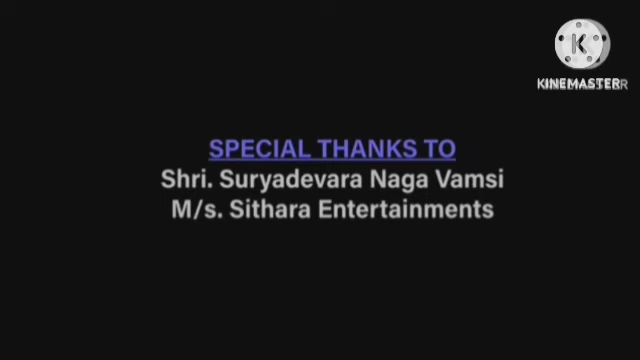 KINEMASTER
SPECIAL THANKS TO
Shri. Suryadevara Naga Vamsi
M/s. Sithara Entertainments